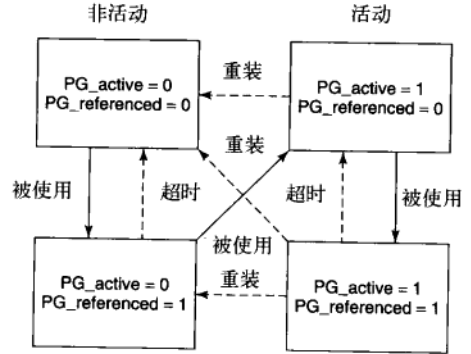 非活动
活动
PG_active = 0
PG_referenced = 0
重装
PG_active = 1
PG_referenced = 0
重装
被使用
超时
超时
被使用
被使用
PG_active = 0
PG_referenced = 1
重装
PG_active = 1
PG_referenced = 1